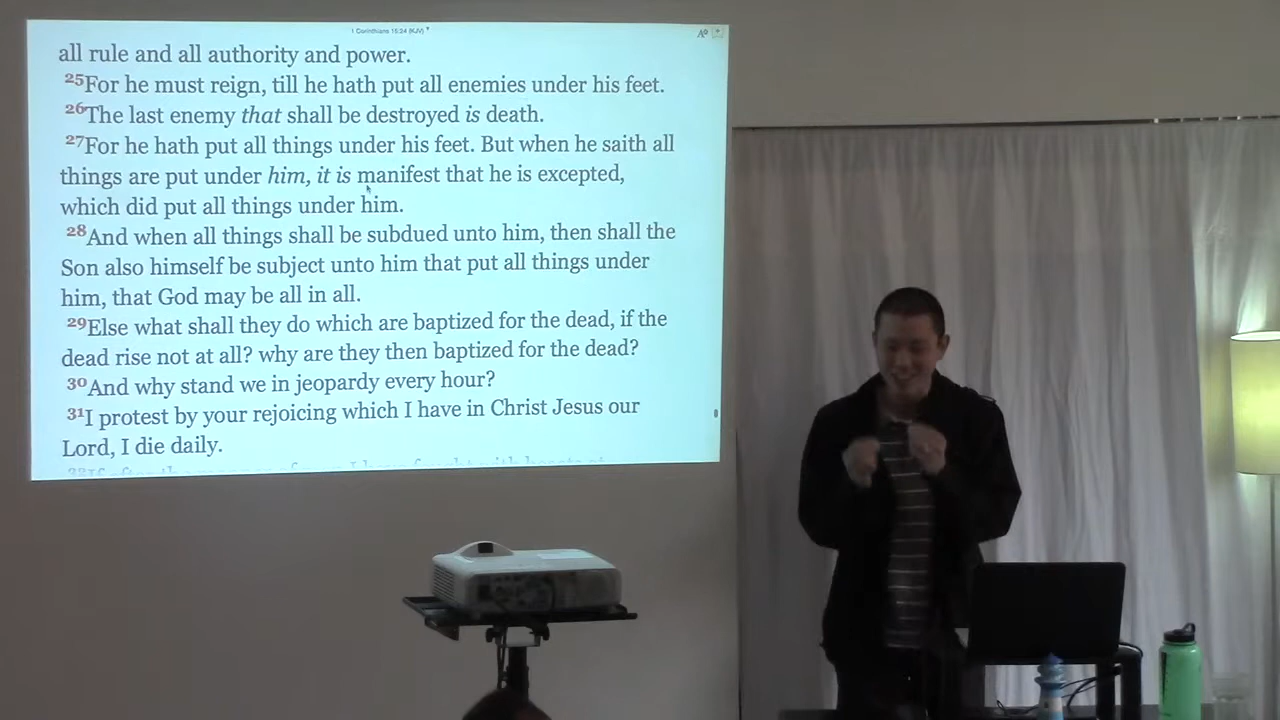 1 Corinthians 15:24 (KJV)
all rule and all authority and power.
25For he must reign, till he hath put all enemies under his feet.
26The last enemy that shall be destroyed is death.
27For he hath put all things under his feet. But when he saith all
things are put under him, it is manifest that he is excepted,
which did put all things under him.
28And when all things shall be subdued unto him, then shall the
Son also himself be subject unto him that put all things under
him, that God may be all in all.
29Else what shall they do which are baptized for the dead, if the
dead rise not at all? why are they then baptized for the dead?
30And why stand we in jeopardy every hour?
31I protest by your rejoicing which I have in Christ Jesus our
Lord, I die daily.